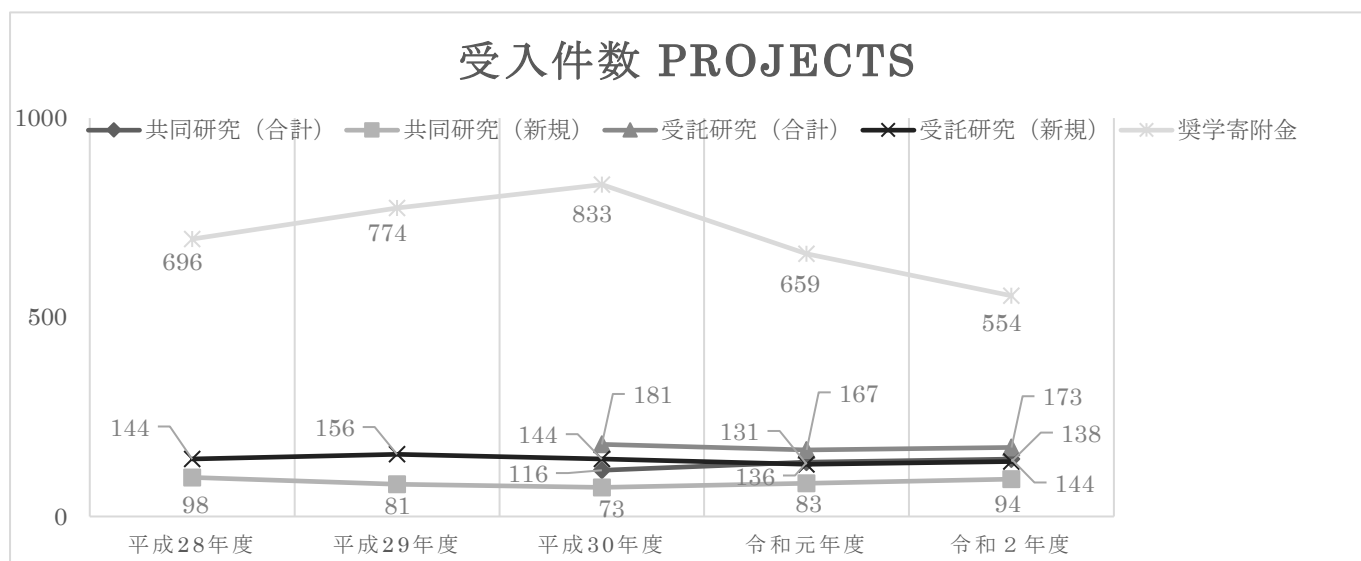 受入件数 PROJECTS
1000
共同研究（合計） 共同研究（新規） 受託研究（合計） 受託研究（新規） 奨学寄附金
833
774
696
659
554
500
181 167 173
144 156 144 131 138
116 136 144
98 81 73 83 94
0
平成28年度 平成29年度 平成30年度 令和元年度 令和２年度